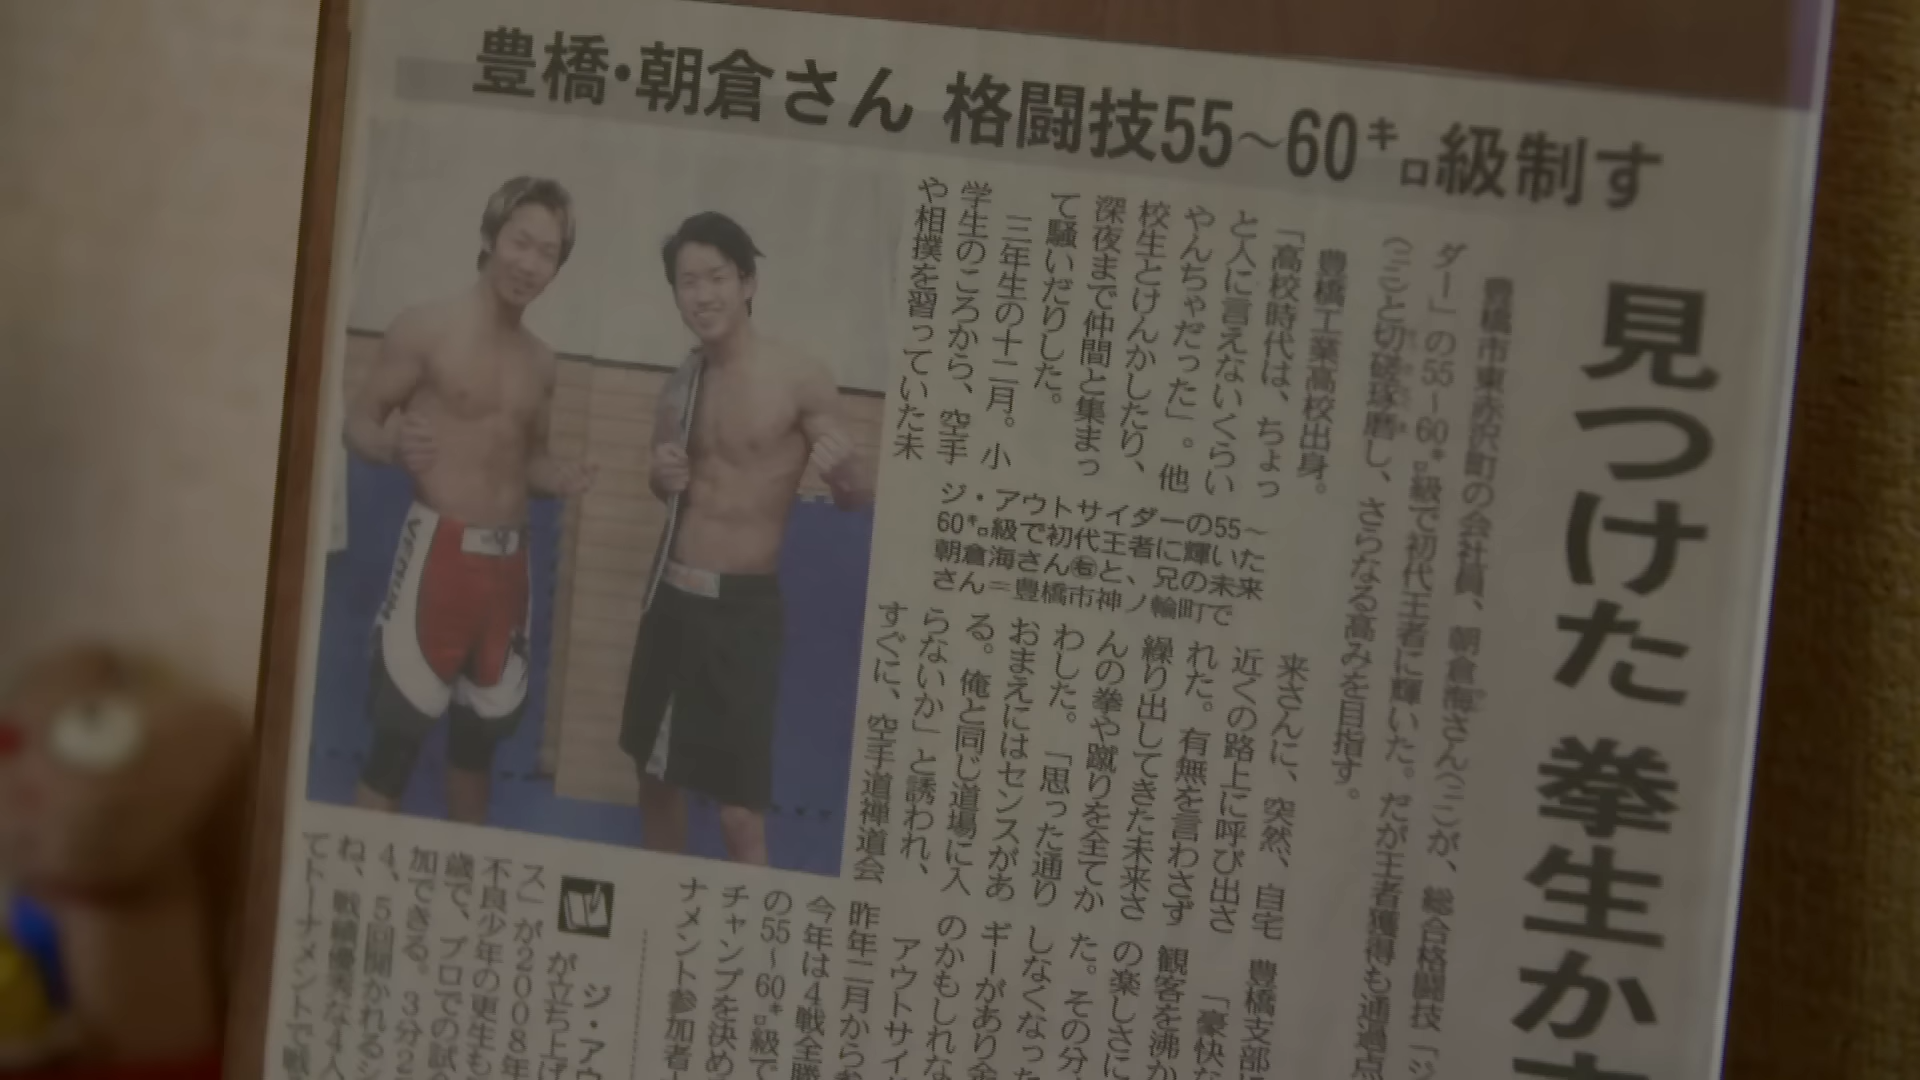 豊橋・朝倉さん 格闘技55〜60㌔級制す
見つけた 拳生か
豊橋市東赤沢町の会社員、朝倉海さん(二二)が、総合格闘技「ジ
ダー」の55〜60㌔級で初代王者に輝いた。だが王者獲得も通過点
(二二)と切磋琢磨し、さらなる高みを目指す。
豊橋工業高校出身。
「高校時代は、ちょっ
と人に言えないくらい
やんちゃだった」。他
校生とけんかしたり、
深夜まで仲間と集まっ
て騒いだりした。
三年生の十二月。小
学生のころから、空手
や相撲を習っていた未
ジ・アウトサイダーの55〜
60㌔級で初代王者に輝いた
朝倉海さん㊨と、兄の未来
さん=豊橋市神ノ輪町で
来さんに、突然、自宅
近くの路上に呼び出さ
れた。有無を言わさず
繰り出してきた未来さ
んの拳や蹴りを全てか
わした。「思った通り
おまえにはセンスがあ
る。俺と同じ道場に入
らないか」と誘われ、
すぐに、空手道禅道会
豊橋支部に
「豪快な
観客を沸か
の楽しさに
た。その分、
しなくなった
ギーがあり余
のかもしれな
アウトサイ
昨年二月から
今年は4戦全勝
の55〜60㌔級で
チャンプを決め
ナメント参加者
ジ・アウ
が立ち上げ
ス」が2008年
不良少年の更生も
歳で、プロでの試合
加できる。3分2
4、5回開かれるシ
ね、戦績優秀な4人
てトーナメントで戦